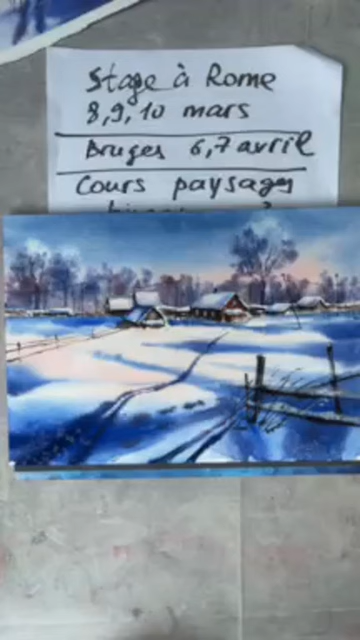 Stage à Rome
8, 9, 10 mars
Bruges 6, 7 avril
Cours paysages